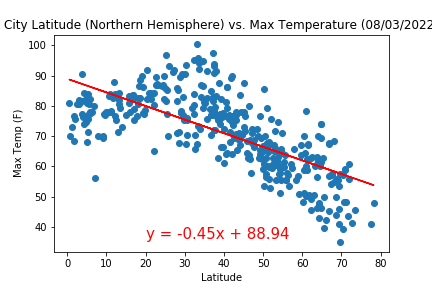 City Latitude (Northern Hemisphere) vs. Max Temperature (08/03/2022
100
90
80
70
60
50
40
Max Temp (F)
y = -0.45x + 88.94
0 10 20 30 40 50 60 70 80
Latitude